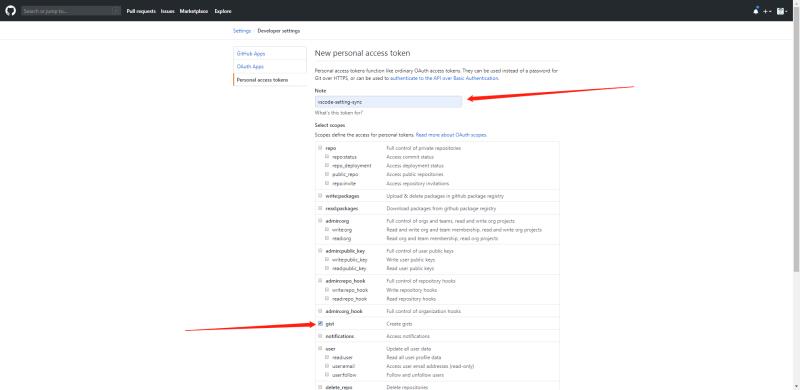 Search or jump to... / Pull requests Issues Marketplace Explore
Settings / Developer settings
GitHub Apps
OAuth Apps
Personal access tokens
New personal access token
Personal access tokens function like ordinary OAuth access tokens. They can be used instead of a password for
Git over HTTPS, or can be used to authenticate to the API over Basic Authentication.
Note
vscode-setting-sync
What's this token for?
Select scopes
Scopes define the access for personal tokens. Read more about OAuth scopes.
repo Full control of private repositories
repo:status Access commit status
repo_deployment Access deployment status
public_repo Access public repositories
repo:invite Access repository invitations
write:packages Upload & delete packages in github package registry
read:packages Download packages from github package registry
admin:org Full control of orgs and teams, read and write org projects
write:org Read and write org and team membership, read and write org projects
read:org Read org and team membership, read org projects
admin:public_key Full control of user public keys
write:public_key Write user public keys
read:public_key Read user public keys
admin:repo_hook Full control of repository hooks
write:repo_hook Write repository hooks
read:repo_hook Read repository hooks
admin:org_hook Full control of organization hooks
gist Create gists
notifications Access notifications
user Update all user data
read:user Read all user profile data
user:email Access user email addresses (read-only)
user:follow Follow and unfollow users
delete_repo Delete repositories